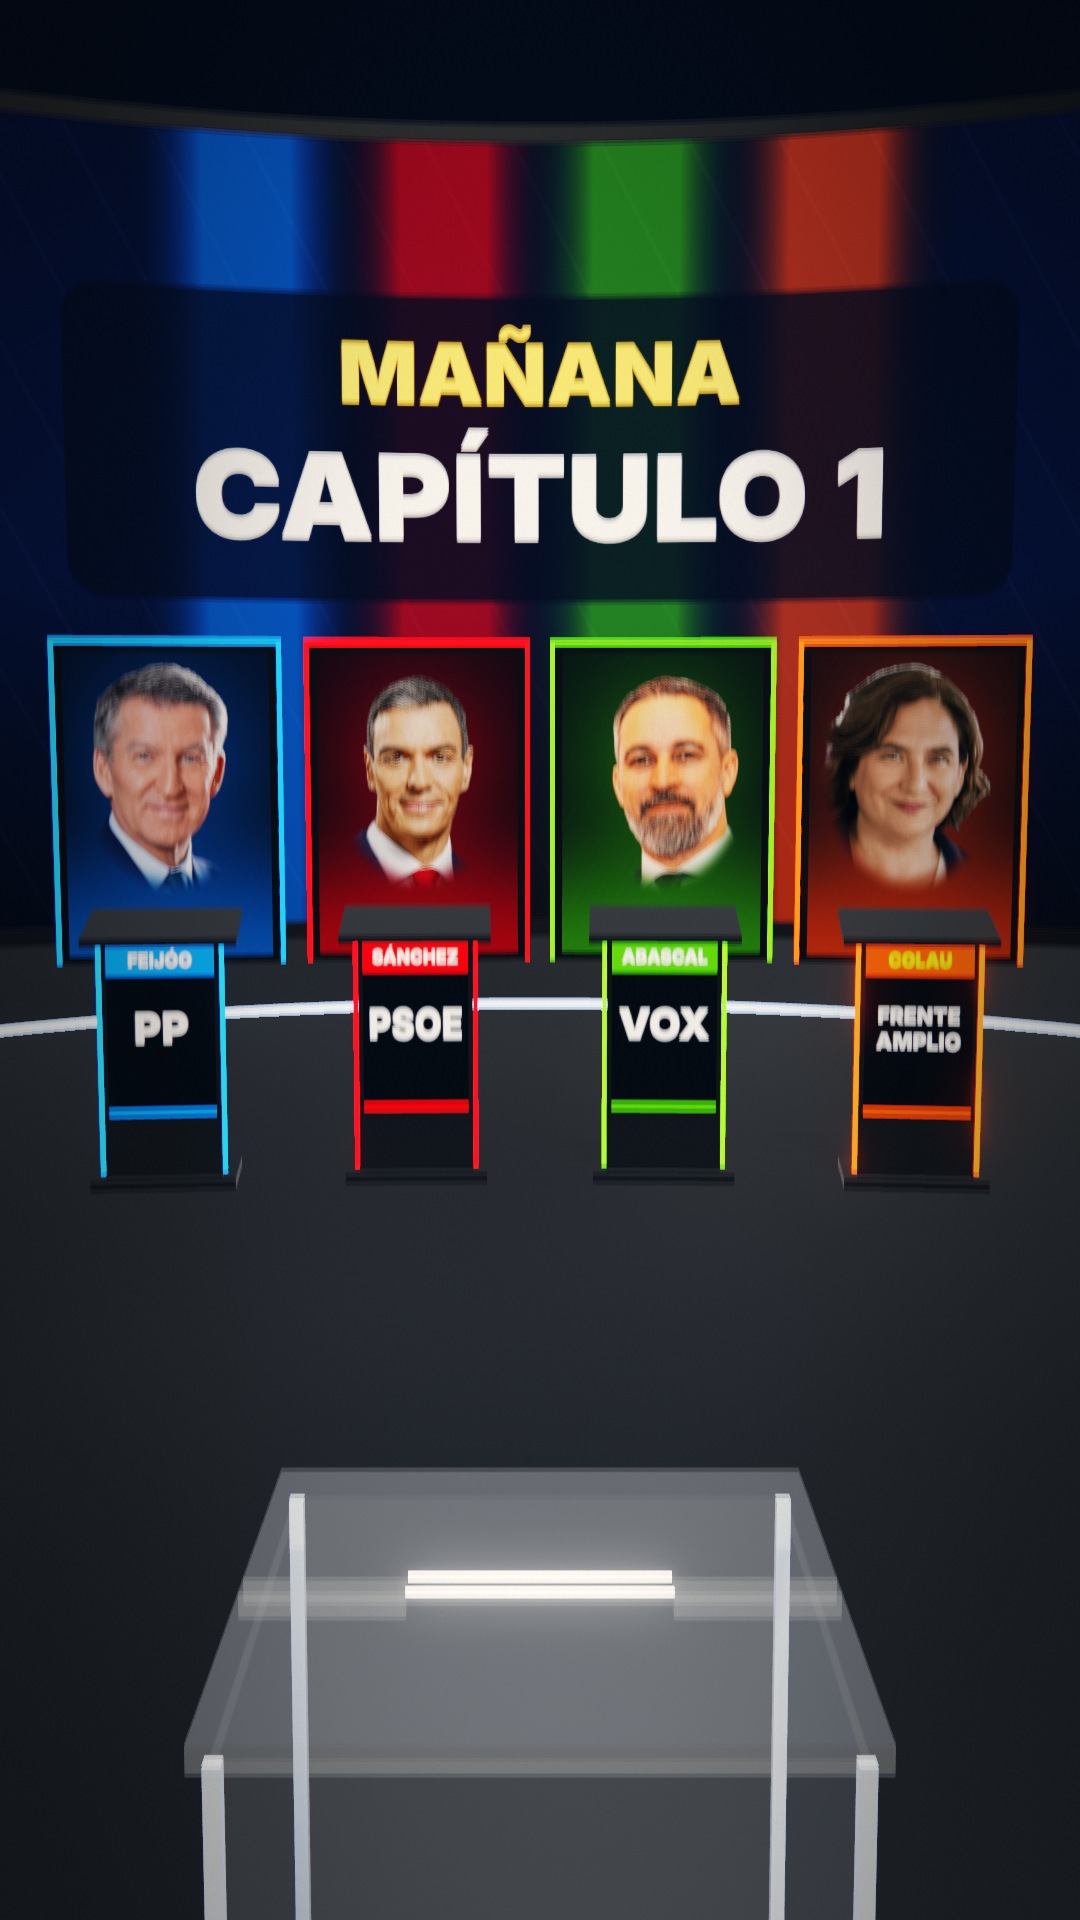 MAÑANA
CAPÍTULO 1
FEIJÓO
SÁNCHEZ
ABASCAL
COLAU
PP
PSOE
VOX
FRENTE
AMPLIO